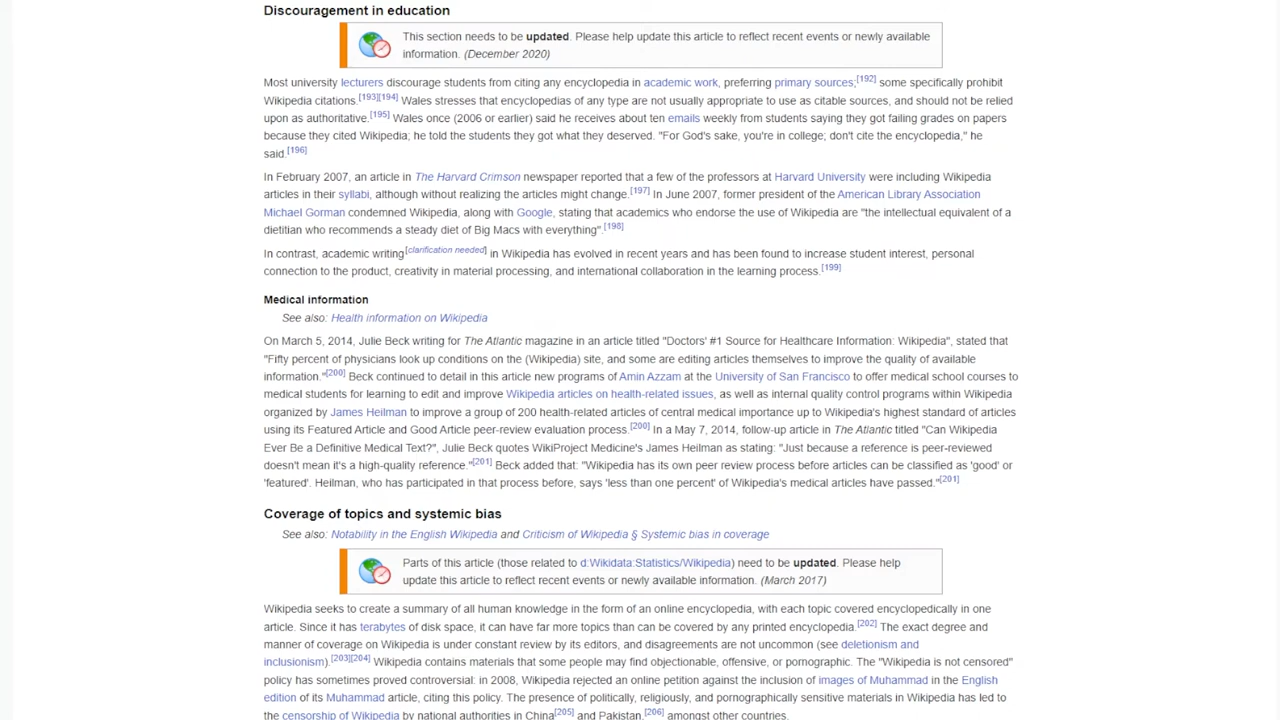 Discouragement in education
This section needs to be updated. Please help update this article to reflect recent events or newly available
information. (December 2020)
Most university lecturers discourage students from citing any encyclopedia in academic work, preferring primary sources;[192] some specifically prohibit
Wikipedia citations.[193][194] Wales stresses that encyclopedias of any type are not usually appropriate to use as citable sources, and should not be relied
upon as authoritative.[195] Wales once (2006 or earlier) said he receives about ten emails weekly from students saying they got failing grades on papers
because they cited Wikipedia; he told the students they got what they deserved. "For God's sake, you're in college; don't cite the encyclopedia," he
said.[196]
In February 2007, an article in The Harvard Crimson newspaper reported that a few of the professors at Harvard University were including Wikipedia
articles in their syllabi, although without realizing the articles might change.[197] In June 2007, former president of the American Library Association
Michael Gorman condemned Wikipedia, along with Google, stating that academics who endorse the use of Wikipedia are "the intellectual equivalent of a
dietitian who recommends a steady diet of Big Macs with everything".[198]
In contrast, academic writing[clarification needed] in Wikipedia has evolved in recent years and has been found to increase student interest, personal
connection to the product, creativity in material processing, and international collaboration in the learning process.[199]
Medical information
See also: Health information on Wikipedia
On March 5, 2014, Julie Beck writing for The Atlantic magazine in an article titled "Doctors' #1 Source for Healthcare Information: Wikipedia", stated that
"Fifty percent of physicians look up conditions on the (Wikipedia) site, and some are editing articles themselves to improve the quality of available
information."[200] Beck continued to detail in this article new programs of Amin Azzam at the University of San Francisco to offer medical school courses to
medical students for learning to edit and improve Wikipedia articles on health-related issues, as well as internal quality control programs within Wikipedia
organized by James Heilman to improve a group of 200 health-related articles of central medical importance up to Wikipedia's highest standard of articles
using its Featured Article and Good Article peer-review evaluation process.[200] In a May 7, 2014, follow-up article in The Atlantic titled "Can Wikipedia
Ever Be a Definitive Medical Text?", Julie Beck quotes WikiProject Medicine's James Heilman as stating: "Just because a reference is peer-reviewed
doesn't mean it's a high-quality reference."[201] Beck added that: "Wikipedia has its own peer review process before articles can be classified as 'good' or
'featured'. Heilman, who has participated in that process before, says 'less than one percent' of Wikipedia's medical articles have passed."[201]
Coverage of topics and systemic bias
See also: Notability in the English Wikipedia and Criticism of Wikipedia § Systemic bias in coverage
Parts of this article (those related to d:Wikidata:Statistics/Wikipedia) need to be updated. Please help
update this article to reflect recent events or newly available information. (March 2017)
Wikipedia seeks to create a summary of all human knowledge in the form of an online encyclopedia, with each topic covered encyclopedically in one
article. Since it has terabytes of disk space, it can have far more topics than can be covered by any printed encyclopedia.[202] The exact degree and
manner of coverage on Wikipedia is under constant review by its editors, and disagreements are not uncommon (see deletionism and
inclusionism).[203][204] Wikipedia contains materials that some people may find objectionable, offensive, or pornographic. The "Wikipedia is not censored"
policy has sometimes proved controversial: in 2008, Wikipedia rejected an online petition against the inclusion of images of Muhammad in the English
edition of its Muhammad article, citing this policy. The presence of politically, religiously, and pornographically sensitive materials in Wikipedia has led to
the censorship of Wikipedia by national authorities in China[205] and Pakistan,[206] amongst other countries.